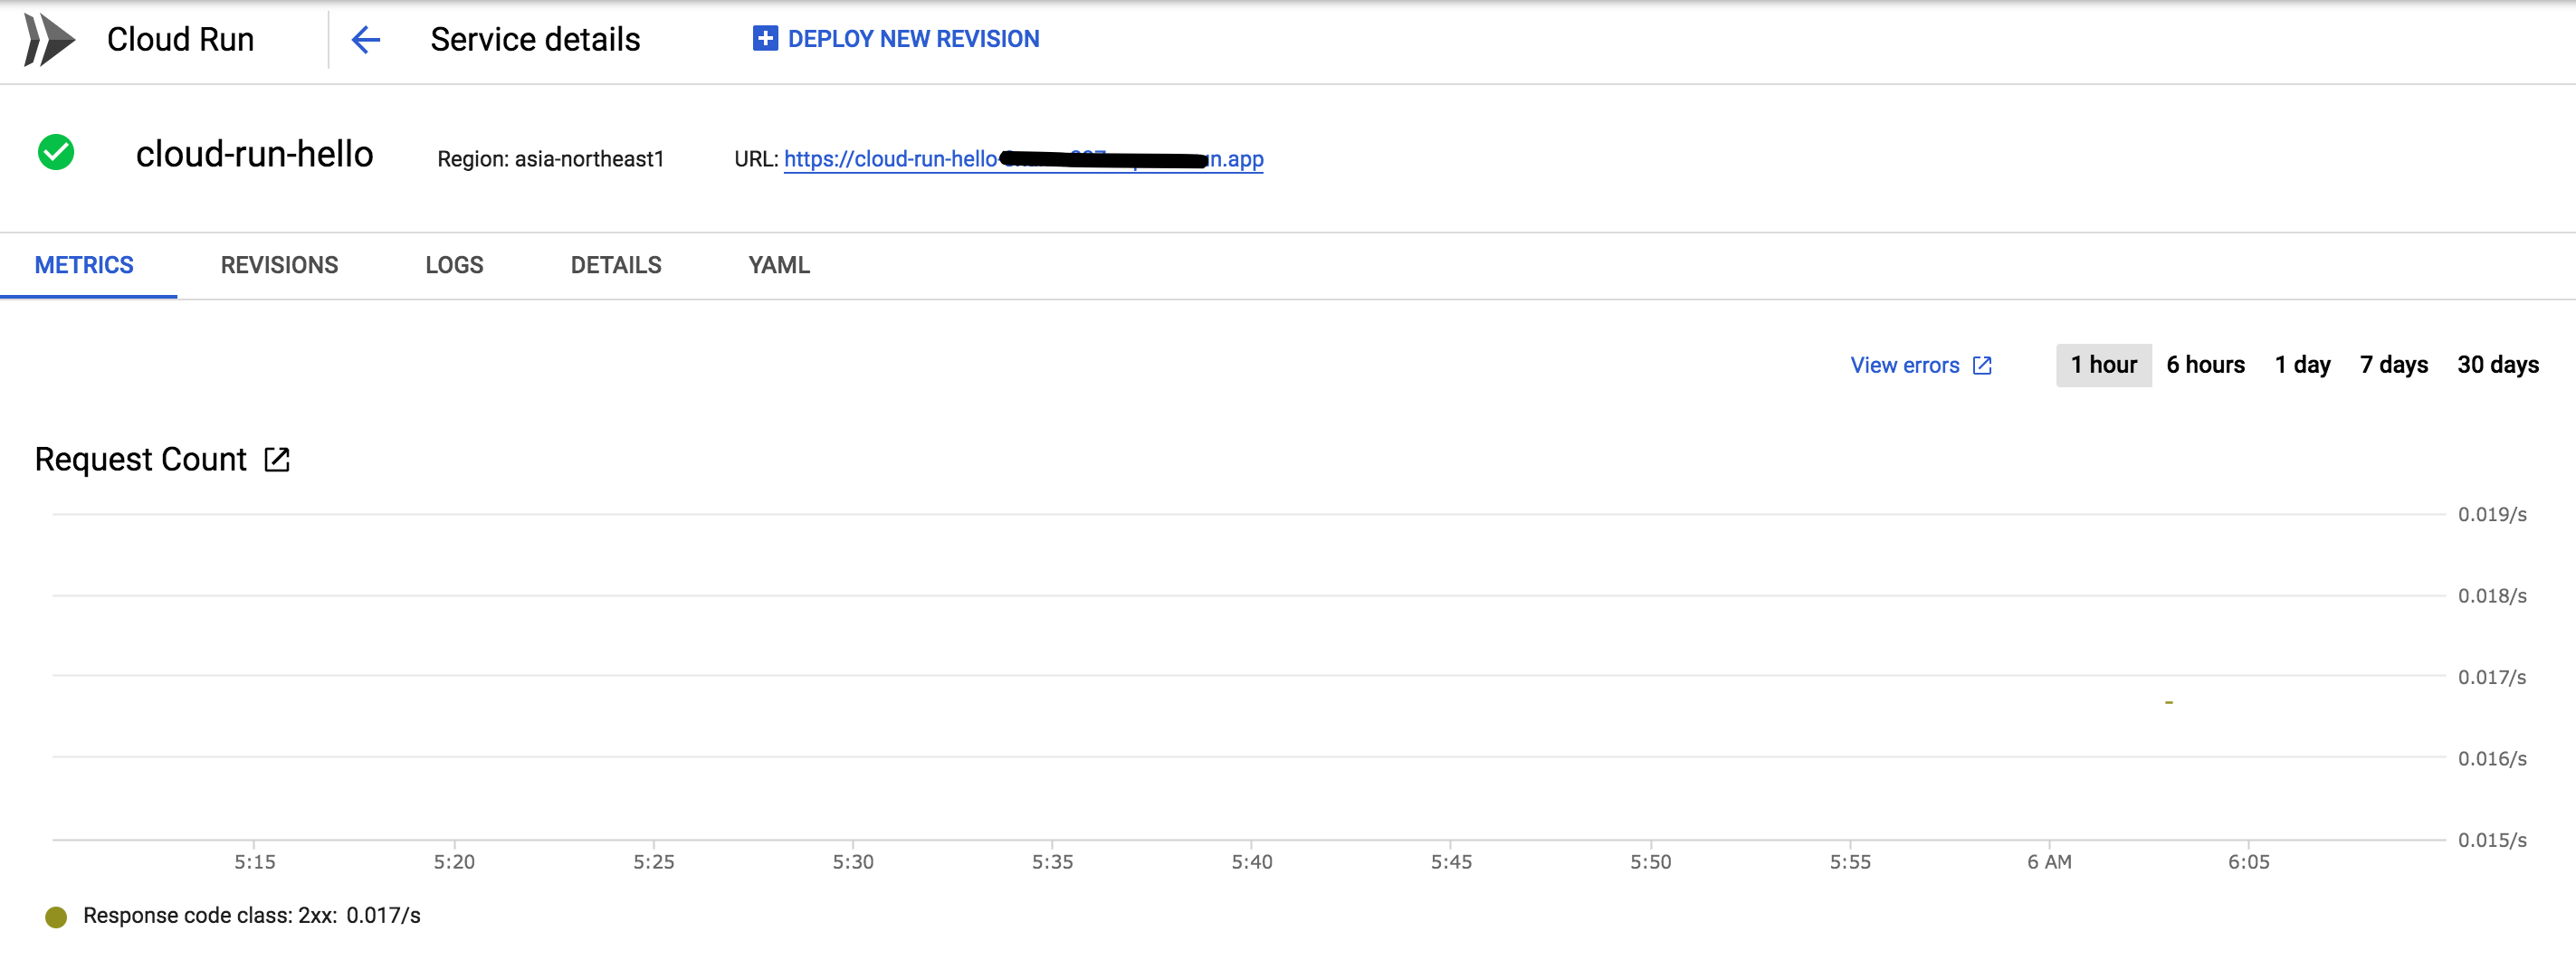 Cloud Run Service details DEPLOY NEW REVISION
cloud-run-hello Region: asia-northeast1 URL: https://cloud-run-hello- n.app
METRICS REVISIONS LOGS DETAILS YAML
View errors 1 hour 6 hours 1 day 7 days 30 days
Request Count
0.019/s
0.018/s
0.017/s
0.016/s
0.015/s
5:15 5:20 5:25 5:30 5:35 5:40 5:45 5:50 5:55 6 AM 6:05
Response code class: 2xx: 0.017/s